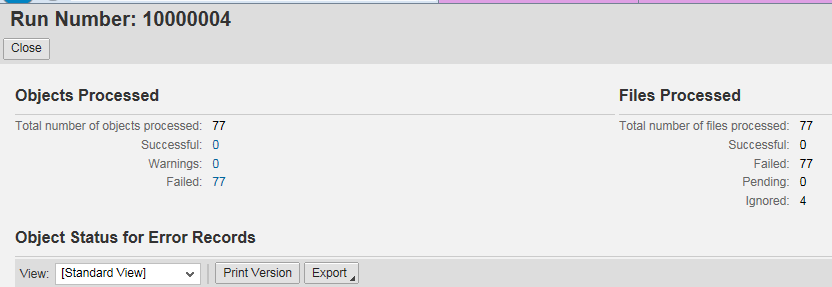 Run Number: 10000004
Close
Objects Processed
Total number of objects processed: 77
Successful: 0
Warnings: 0
Failed: 77
Files Processed
Total number of files processed: 77
Successful: 0
Failed: 77
Pending: 0
Ignored: 4
Object Status for Error Records
View: [Standard View] Print Version Export